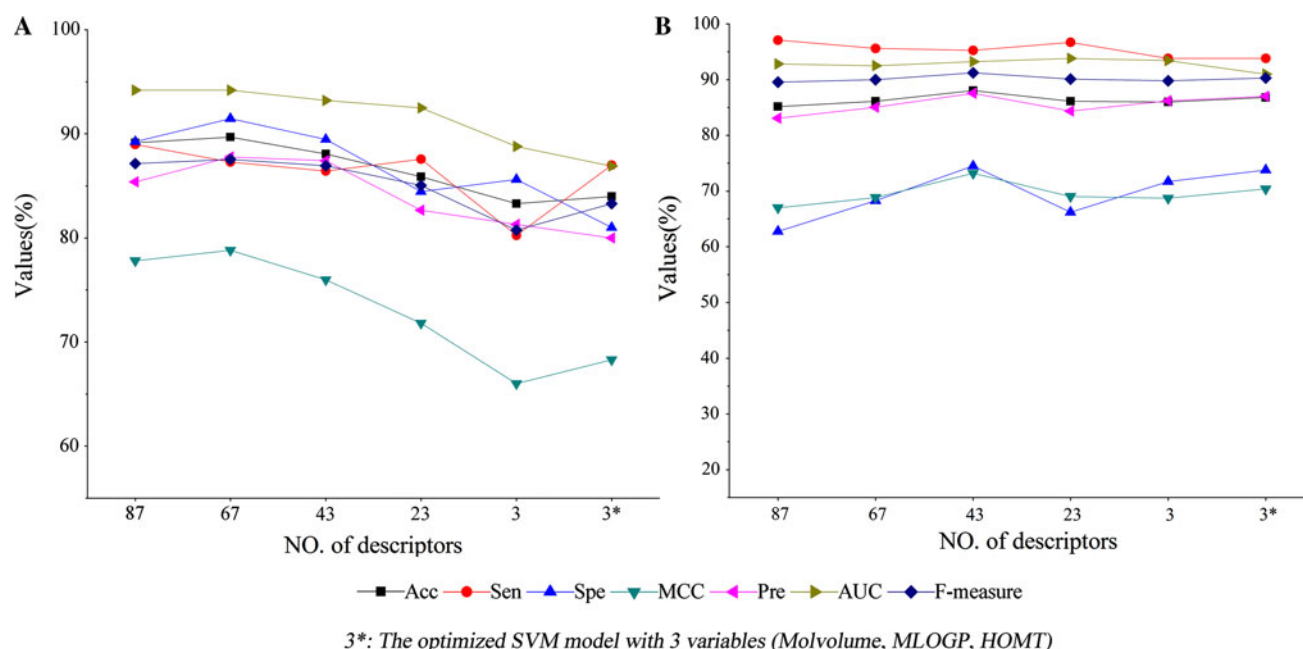 A
100
90
80
70
60
Values(%)
87 67 43 23 3 3*
NO. of descriptors
B
100
90
80
70
60
50
40
30
20
Values(%)
87 67 43 23 3 3*
NO. of descriptors
Acc Sen Spe MCC Pre AUC F-measure
3*: The optimized SVM model with 3 variables (Molvolume, MLOGP, HOMT)